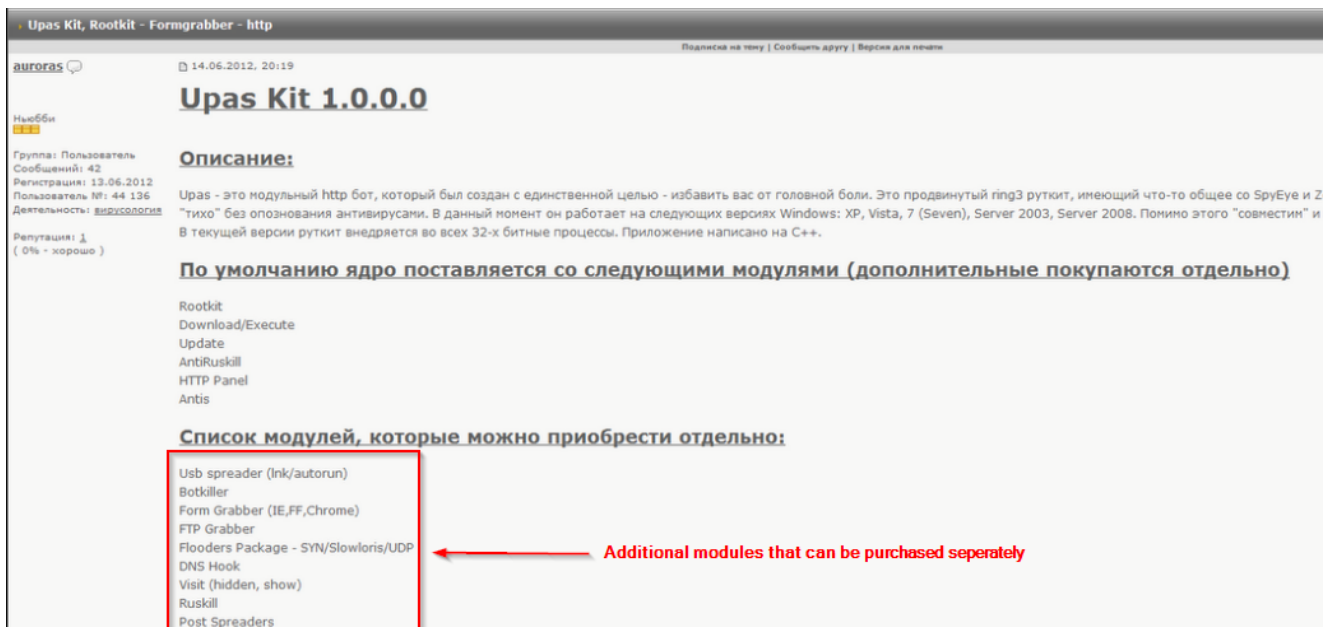 Upas Kit, Rootkit - Formgrabber - http
Подписка на тему | Сообщить другу | Версия для печати
auroras
14.06.2012, 20:19
Upas Kit 1.0.0.0
Ньюбби
Группа: Пользователь
Сообщений: 42
Регистрация: 13.06.2012
Пользователь №: 44 136
Деятельность: вирусология
Репутация: 1
( 0% - хорошо )
Описание:
Upas - это модульный http бот, который был создан с единственной целью - избавить вас от головной боли. Это продвинутый ring3 руткит, имеющий что-то общее со SpyEye и Z
"тихо" без опознования антивирусами. В данный момент он работает на следующих версиях Windows: XP, Vista, 7 (Seven), Server 2003, Server 2008. Помимо этого "совместим" и
В текущей версии руткит внедряется во всех 32-х битные процессы. Приложение написано на C++.
По умолчанию ядро поставляется со следующими модулями (дополнительные покупаются отдельно)
Rootkit
Download/Execute
Update
AntiRuskill
HTTP Panel
Antis
Список модулей, которые можно приобрести отдельно:
Usb spreader (lnk/autorun)
Botkiller
Form Grabber (IE,FF,Chrome)
FTP Grabber
Flooders Package - SYN/Slowloris/UDP
Additional modules that can be purchased seperately
DNS Hook
Visit (hidden, show)
Ruskill
Post Spreaders